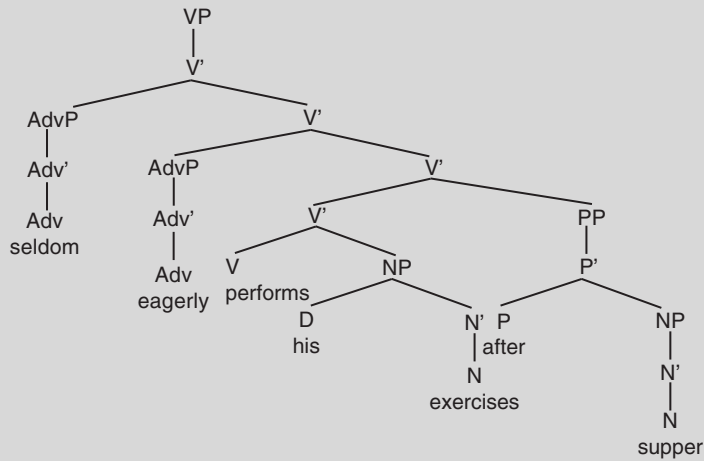 VP
V'
AdvP V'
Adv' AdvP V'
Adv Adv' V' PP
seldom
Adv V NP P'
eagerly performs
D N' P NP
his after
N N'
exercises
N
supper